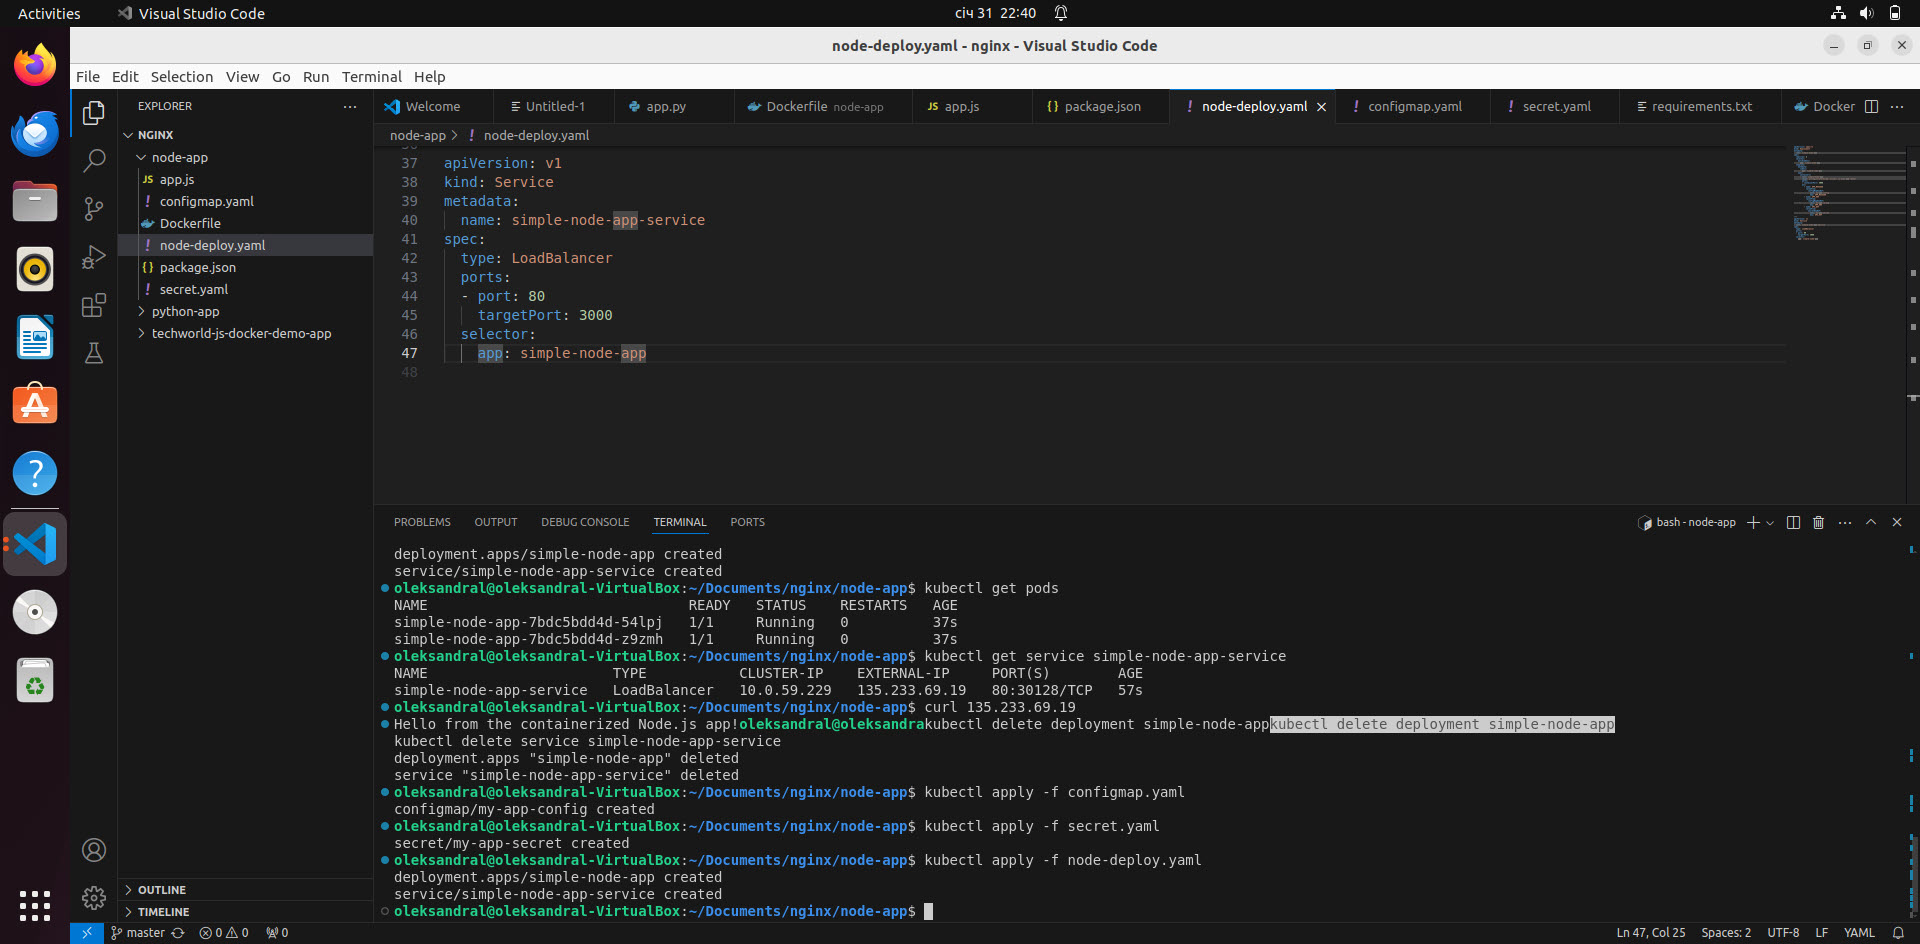 Activities
Visual Studio Code
січ 31 22:40
node-deploy.yaml - nginx - Visual Studio Code
File Edit Selection View Go Run Terminal Help
EXPLORER
Welcome
Untitled-1
app.py
Dockerfile node-app
JS app.js
{} package.json
! node-deploy.yaml
! configmap.yaml
! secret.yaml
requirements.txt
Docker
NGINX
node-app
JS app.js
! configmap.yaml
Dockerfile
! node-deploy.yaml
{} package.json
! secret.yaml
python-app
techworld-js-docker-demo-app
OUTLINE
TIMELINE
node-app > ! node-deploy.yaml
37 apiVersion: v1
38 kind: Service
39 metadata:
40 name: simple-node-app-service
41 spec:
42 type: LoadBalancer
43 ports:
44 - port: 80
45 targetPort: 3000
46 selector:
47 app: simple-node-app
48
PROBLEMS OUTPUT DEBUG CONSOLE TERMINAL PORTS
bash - node-app
deployment.apps/simple-node-app created
service/simple-node-app-service created
oleksandral@oleksandral-VirtualBox:~/Documents/nginx/node-app$ kubectl get pods
NAME READY STATUS RESTARTS AGE
simple-node-app-7bdc5bdd4d-54lpj 1/1 Running 0 37s
simple-node-app-7bdc5bdd4d-z9zmh 1/1 Running 0 37s
oleksandral@oleksandral-VirtualBox:~/Documents/nginx/node-app$ kubectl get service simple-node-app-service
NAME TYPE CLUSTER-IP EXTERNAL-IP PORT(S) AGE
simple-node-app-service LoadBalancer 10.0.59.229 135.233.69.19 80:30128/TCP 57s
oleksandral@oleksandral-VirtualBox:~/Documents/nginx/node-app$ curl 135.233.69.19
Hello from the containerized Node.js app!oleksandral@oleksandrakubectl delete deployment simple-node-appkubectl delete deployment simple-node-app
kubectl delete service simple-node-app-service
deployment.apps "simple-node-app" deleted
service "simple-node-app-service" deleted
oleksandral@oleksandral-VirtualBox:~/Documents/nginx/node-app$ kubectl apply -f configmap.yaml
configmap/my-app-config created
oleksandral@oleksandral-VirtualBox:~/Documents/nginx/node-app$ kubectl apply -f secret.yaml
secret/my-app-secret created
oleksandral@oleksandral-VirtualBox:~/Documents/nginx/node-app$ kubectl apply -f node-deploy.yaml
deployment.apps/simple-node-app created
service/simple-node-app-service created
oleksandral@oleksandral-VirtualBox:~/Documents/nginx/node-app$
master 0 0 0
Ln 47, Col 25 Spaces: 2 UTF-8 LF YAML